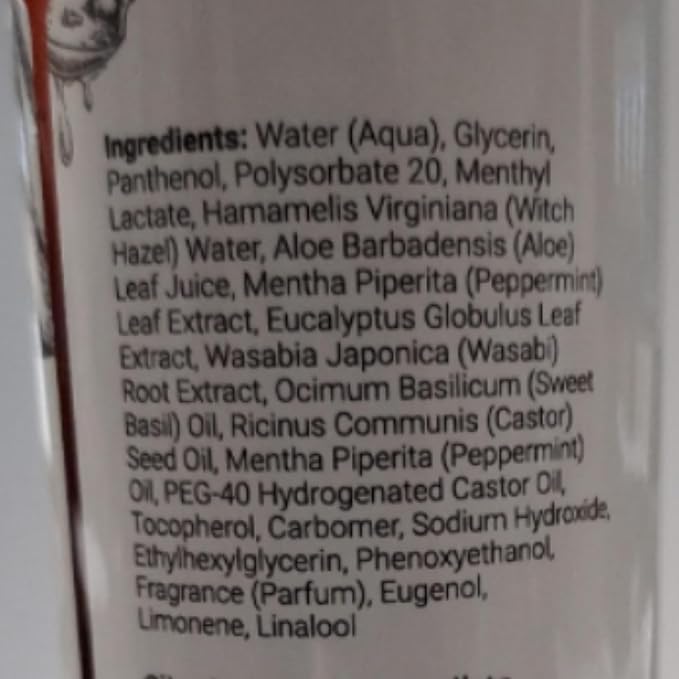 Ingredients: Water (Aqua), Glycerin,
Panthenol, Polysorbate 20, Menthyl
Lactate, Hamamelis Virginiana (Witch
Hazel) Water, Aloe Barbadensis (Aloe)
Leaf Juice, Mentha Piperita (Peppermint)
Leaf Extract, Eucalyptus Globulus Leaf
Extract, Wasabia Japonica (Wasabi)
Root Extract, Ocimum Basilicum (Sweet
Basil) Oil, Ricinus Communis (Castor)
Seed Oil, Mentha Piperita (Peppermint)
Oil, PEG-40 Hydrogenated Castor Oil,
Tocopherol, Carbomer, Sodium Hydroxide,
Ethylhexylglycerin, Phenoxyethanol,
Fragrance (Parfum), Eugenol,
Limonene, Linalool